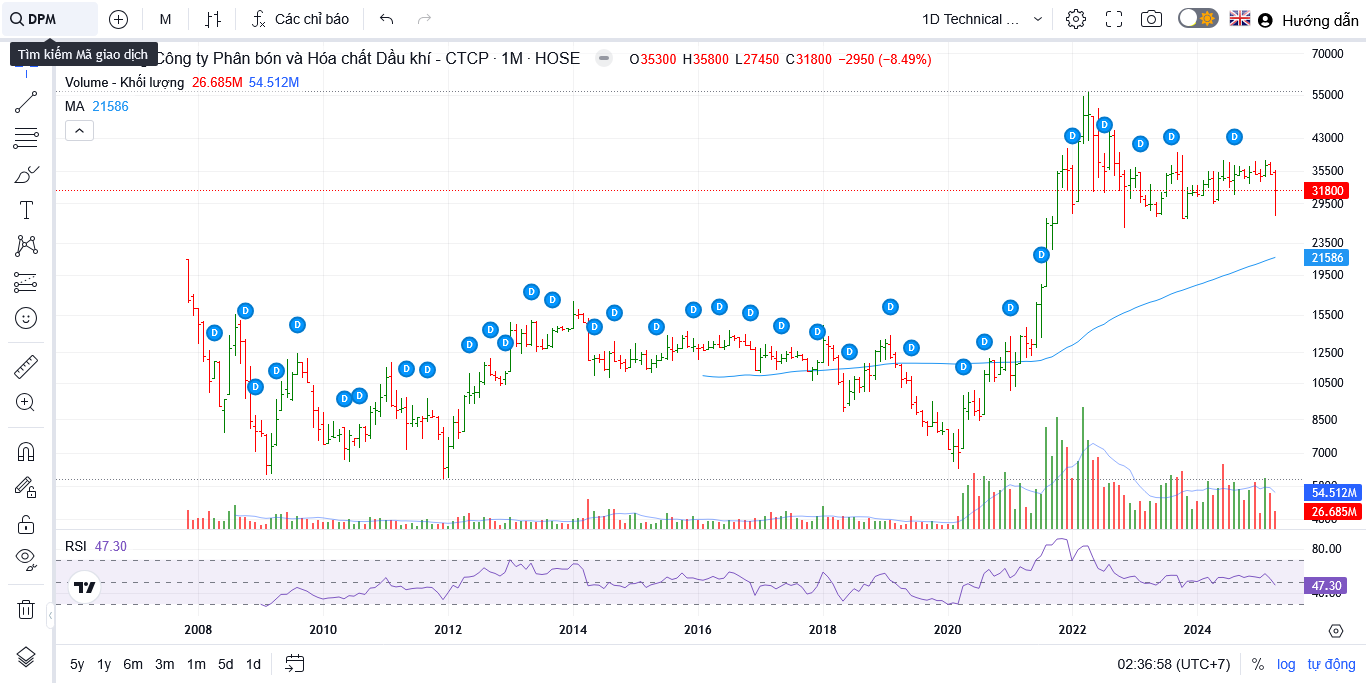 DPM
M
Các chỉ báo
1D Technical ...
Hướng dẫn
Tìm kiếm Mã giao dịch
Công ty Phân bón và Hóa chất Dầu khí - CTCP · 1M · HOSE
O35300 H35800 L27450 C31800 −2950 (−8.49%)
Volume - Khối lượng 26.685M 54.512M
MA 21586
70000
55000
43000
35500
31800
29500
23500
21586
19500
15500
12500
10500
8500
7000
54.512M
26.685M
D D D D D D D D D D D D D D D D D D D D D D D D D D D D D D D D D D D D
RSI 47.30
80.00
47.30
40.00
2008 2010 2012 2014 2016 2018 2020 2022 2024
5y 1y 6m 3m 1m 5d 1d
02:36:58 (UTC+7) % log tự động